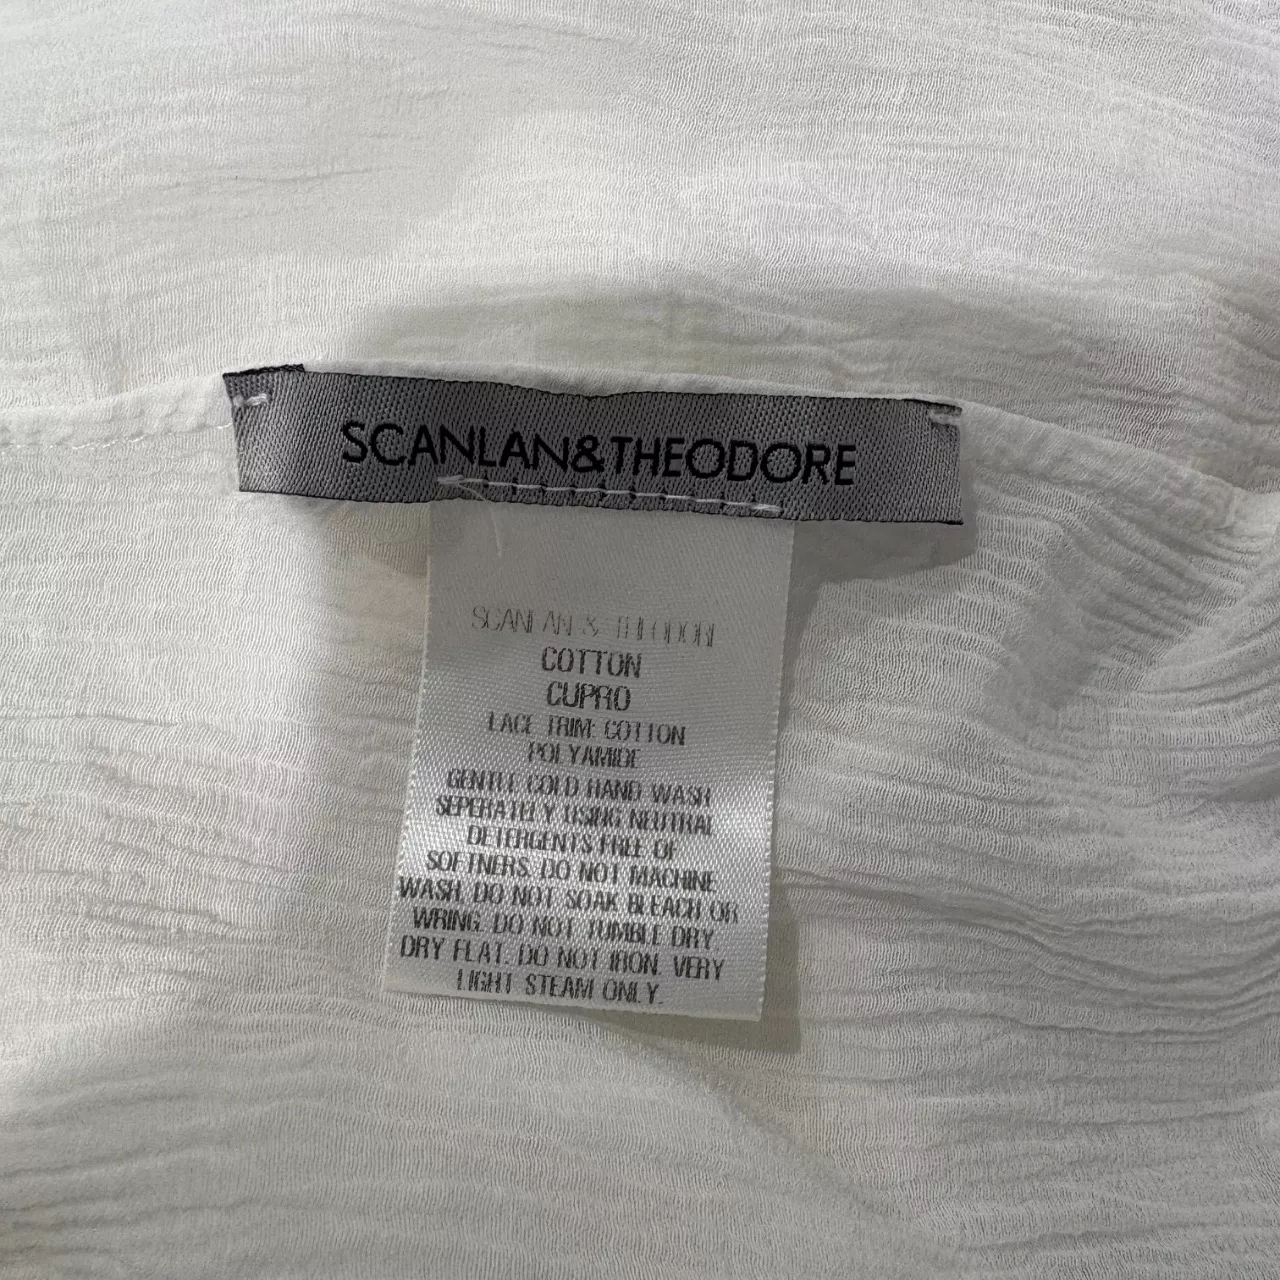 SCANLAN&THEODORE
SCANLAN & THEODORE
COTTON
CUPRO
LACE TRIM: COTTON
POLYAMIDE
GENTLE COLD HAND WASH
SEPERATELY USING NEUTRAL
DETERGENTS FREE OF
SOFTNERS. DO NOT MACHINE
WASH. DO NOT SOAK BLEACH OR
WRING. DO NOT TUMBLE DRY.
DRY FLAT. DO NOT IRON. VERY
LIGHT STEAM ONLY.